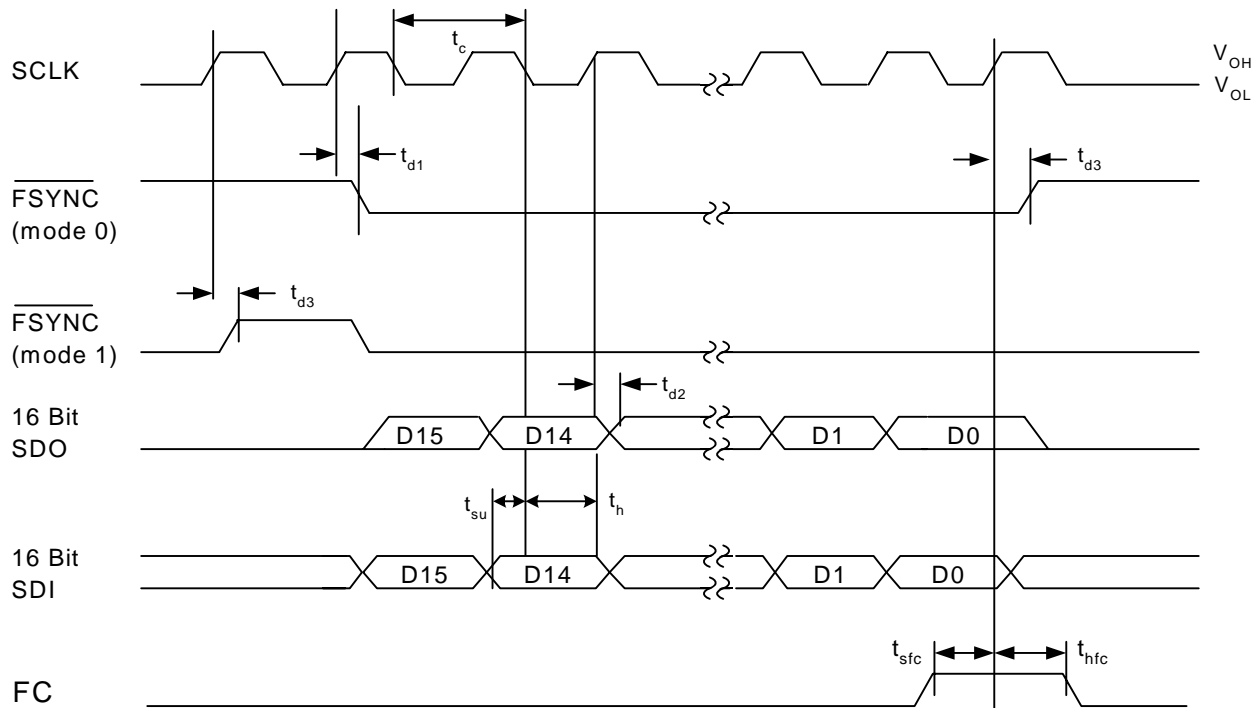 t_c
SCLK
V_OH
V_OL
t_d1
t_d3
FSYNC
(mode 0)
t_d3
FSYNC
(mode 1)
t_d2
16 Bit
SDO
D15
D14
D1
D0
t_su
t_h
16 Bit
SDI
D15
D14
D1
D0
t_sfc
t_hfc
FC